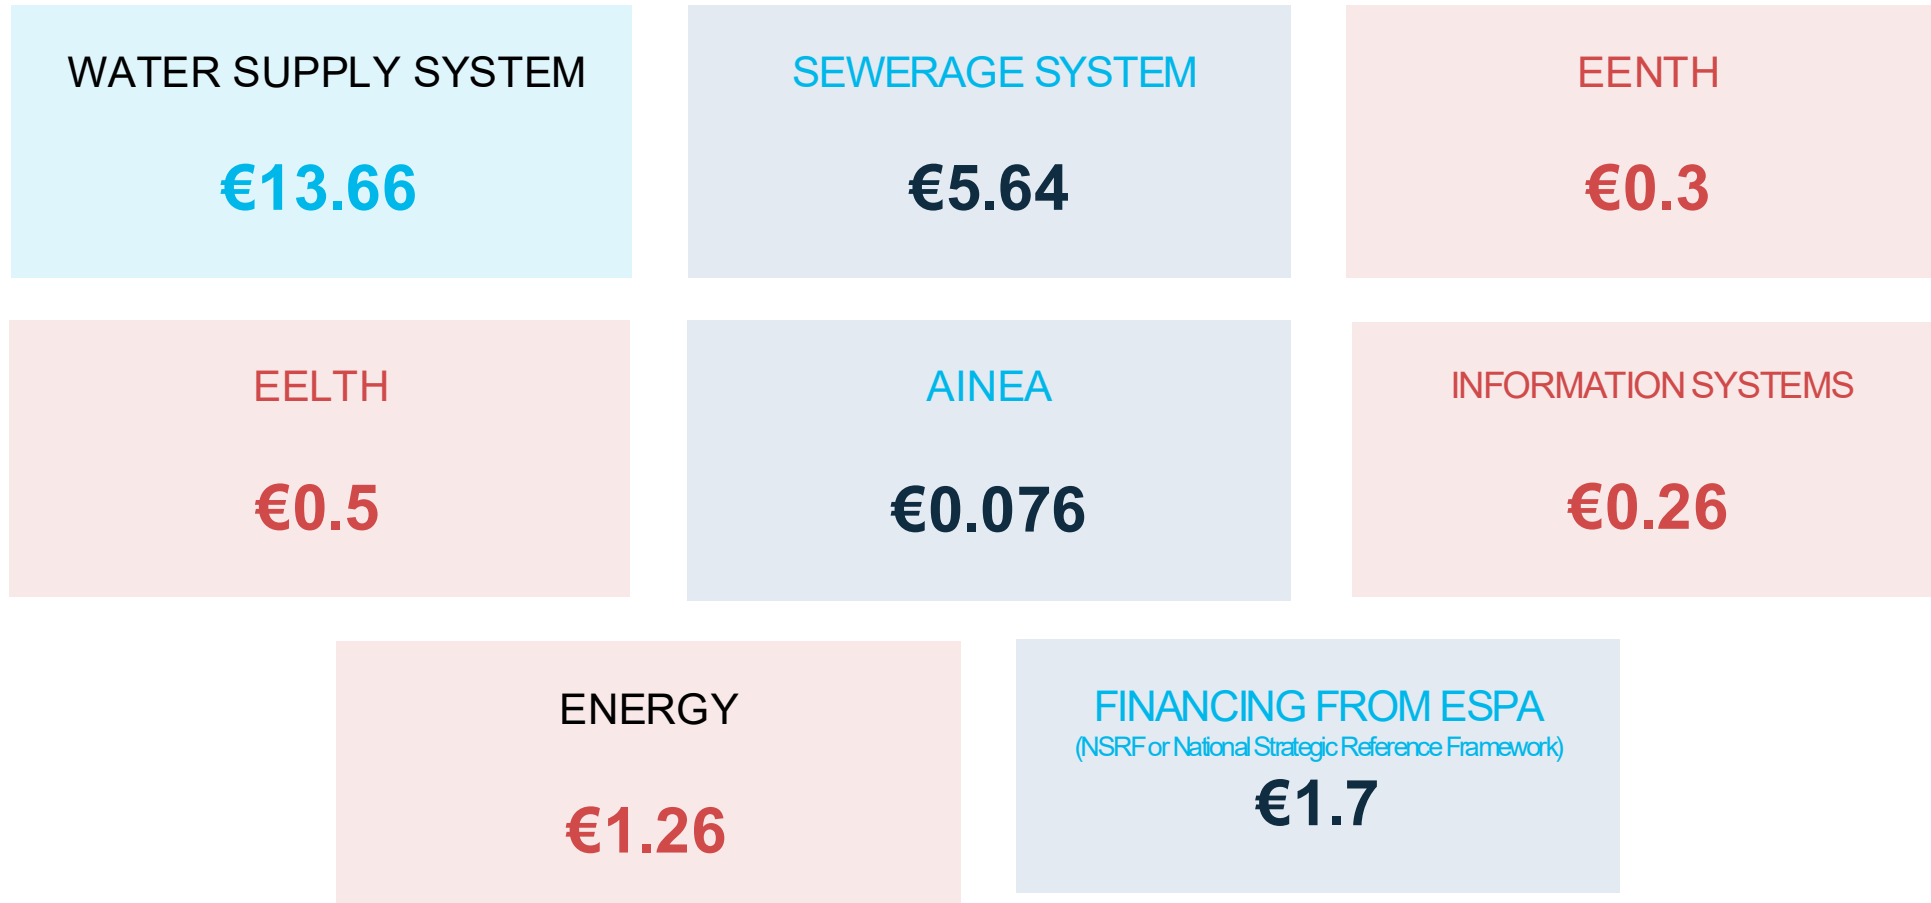 WATER SUPPLY SYSTEM
€13.66
SEWERAGE SYSTEM
€5.64
EENTH
€0.3
EELTH
€0.5
AINEA
€0.076
INFORMATION SYSTEMS
€0.26
ENERGY
€1.26
FINANCING FROM ESPA
(NSRF or National Strategic Reference Framework)
€1.7